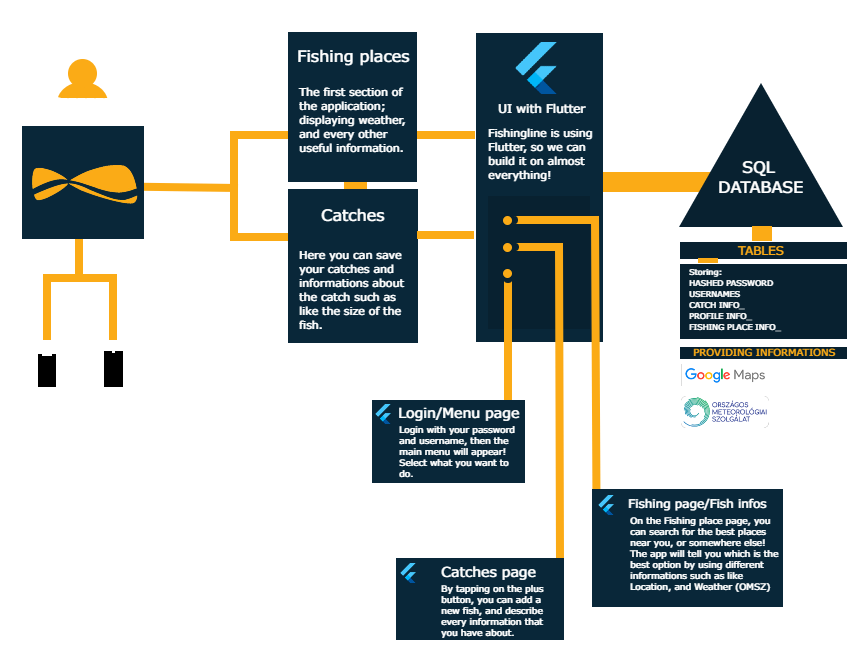 Fishing places
The first section of
the application;
displaying weather,
and every other
useful information.
Catches
Here you can save
your catches and
informations about
the catch such as
like the size of the
fish.
UI with Flutter
Fishingline is using
Flutter, so we can
build it on almost
everything!
SQL
DATABASE
TABLES
Storing:
HASHED PASSWORD
USERNAMES
CATCH INFO_
PROFILE INFO_
FISHING PLACE INFO_
PROVIDING INFORMATIONS
Google Maps
ORSZÁGOS
METEOROLÓGIAI
SZOLGÁLAT
Login/Menu page
Login with your password
and username, then the
main menu will appear!
Select what you want to
do.
Fishing page/Fish infos
On the Fishing place page, you
can search for the best places
near you, or somewhere else!
The app will tell you which is the
best option by using different
informations such as like
Location, and Weather (OMSZ)
Catches page
By tapping on the plus
button, you can add a
new fish, and describe
every information that
you have about.